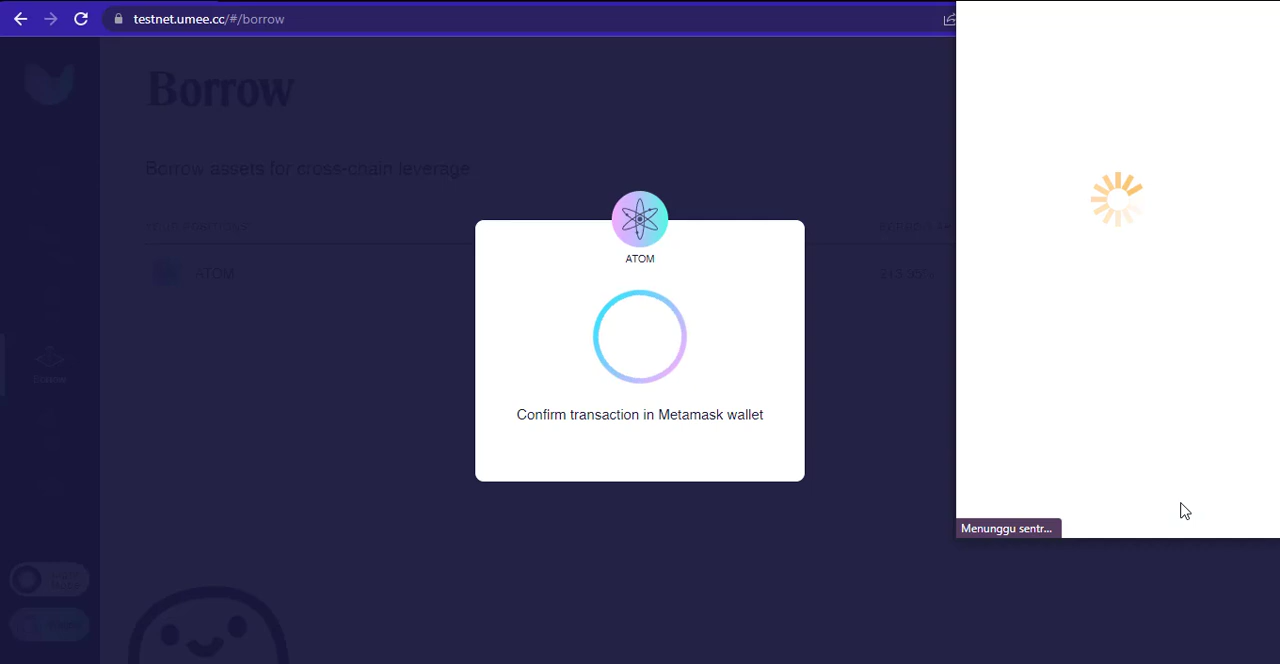 testnet.umee.cc/#/borrow
Borrow
Borrow assets for cross-chain leverage
ATOM
ATOM
Confirm transaction in Metamask wallet
Borrow
Menunggu sentr...